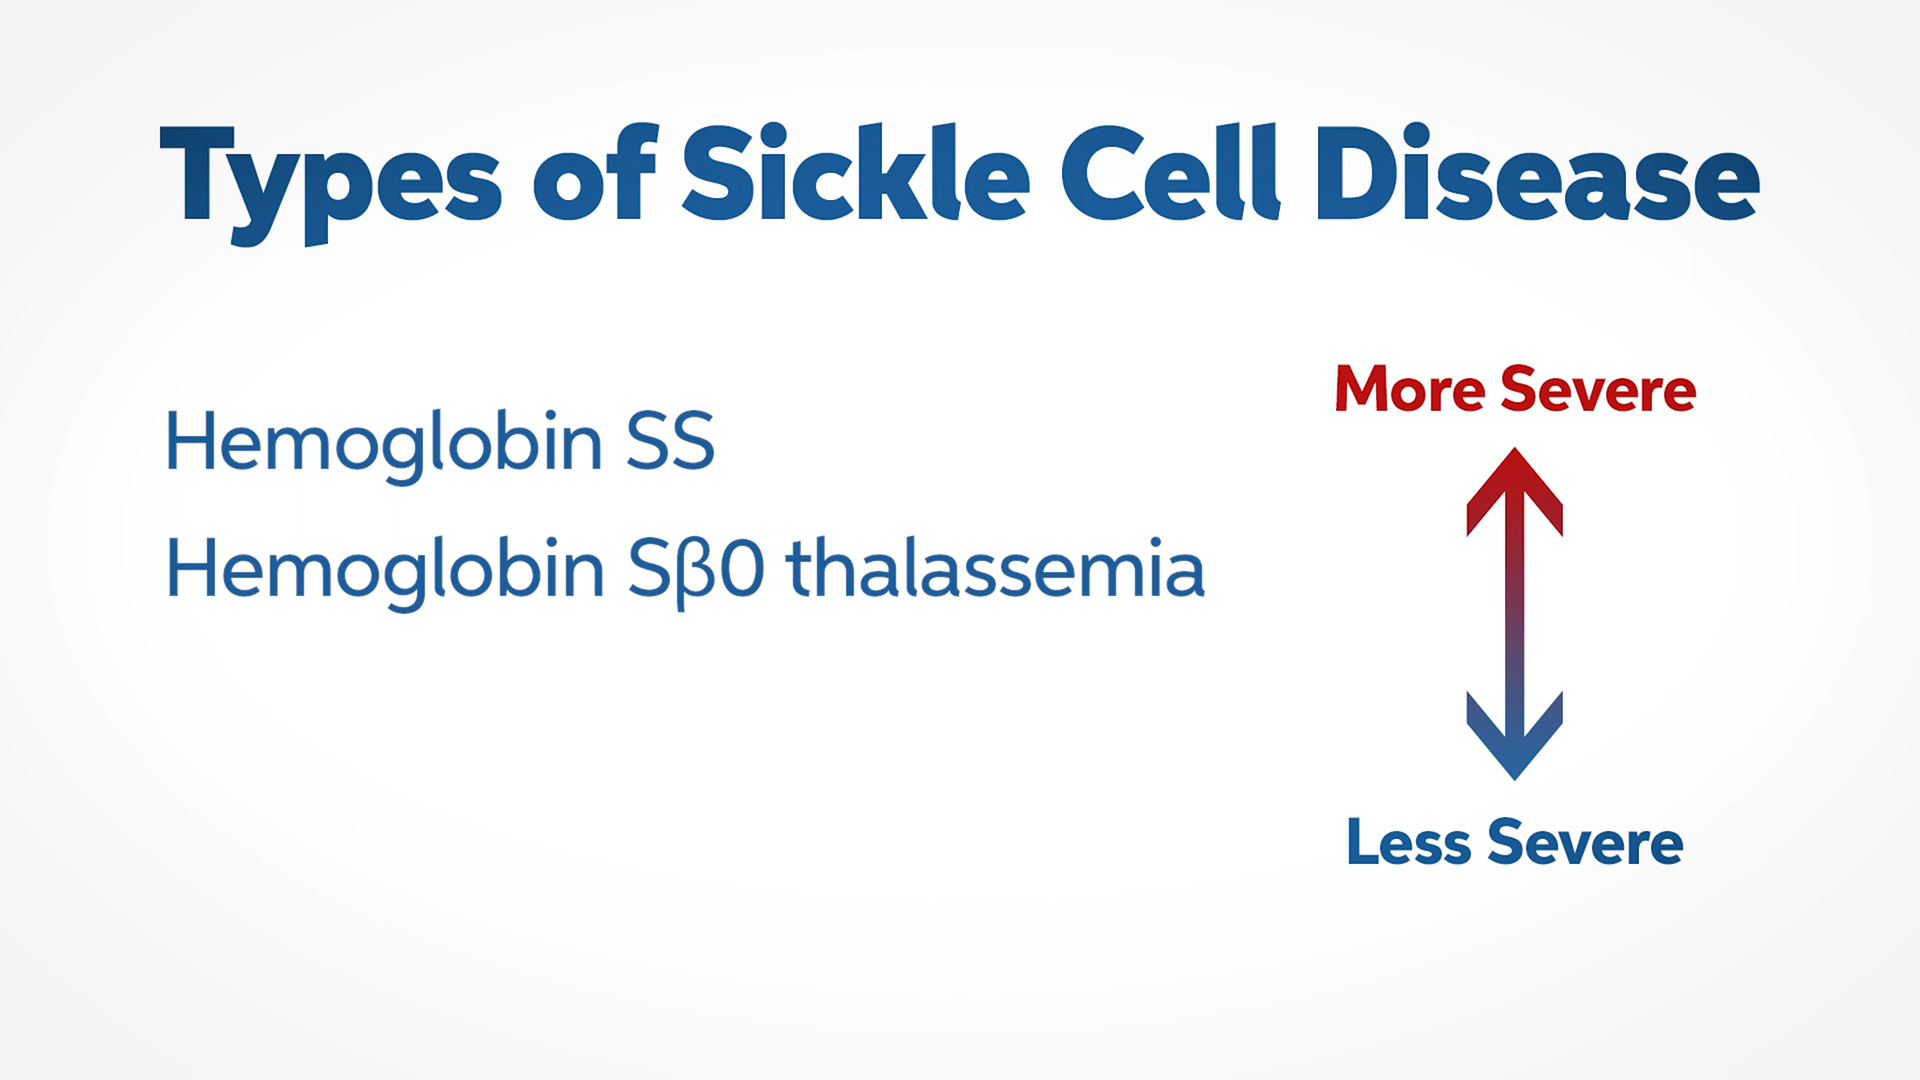 Types of Sickle Cell Disease
More Severe
Hemoglobin SS
Hemoglobin Sβ0 thalassemia
Less Severe